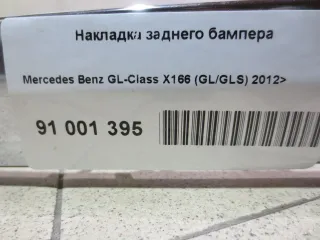 Накладка заднего бампера
Mercedes Benz GL-Class X166 (GL/GLS) 2012>
91 001 395